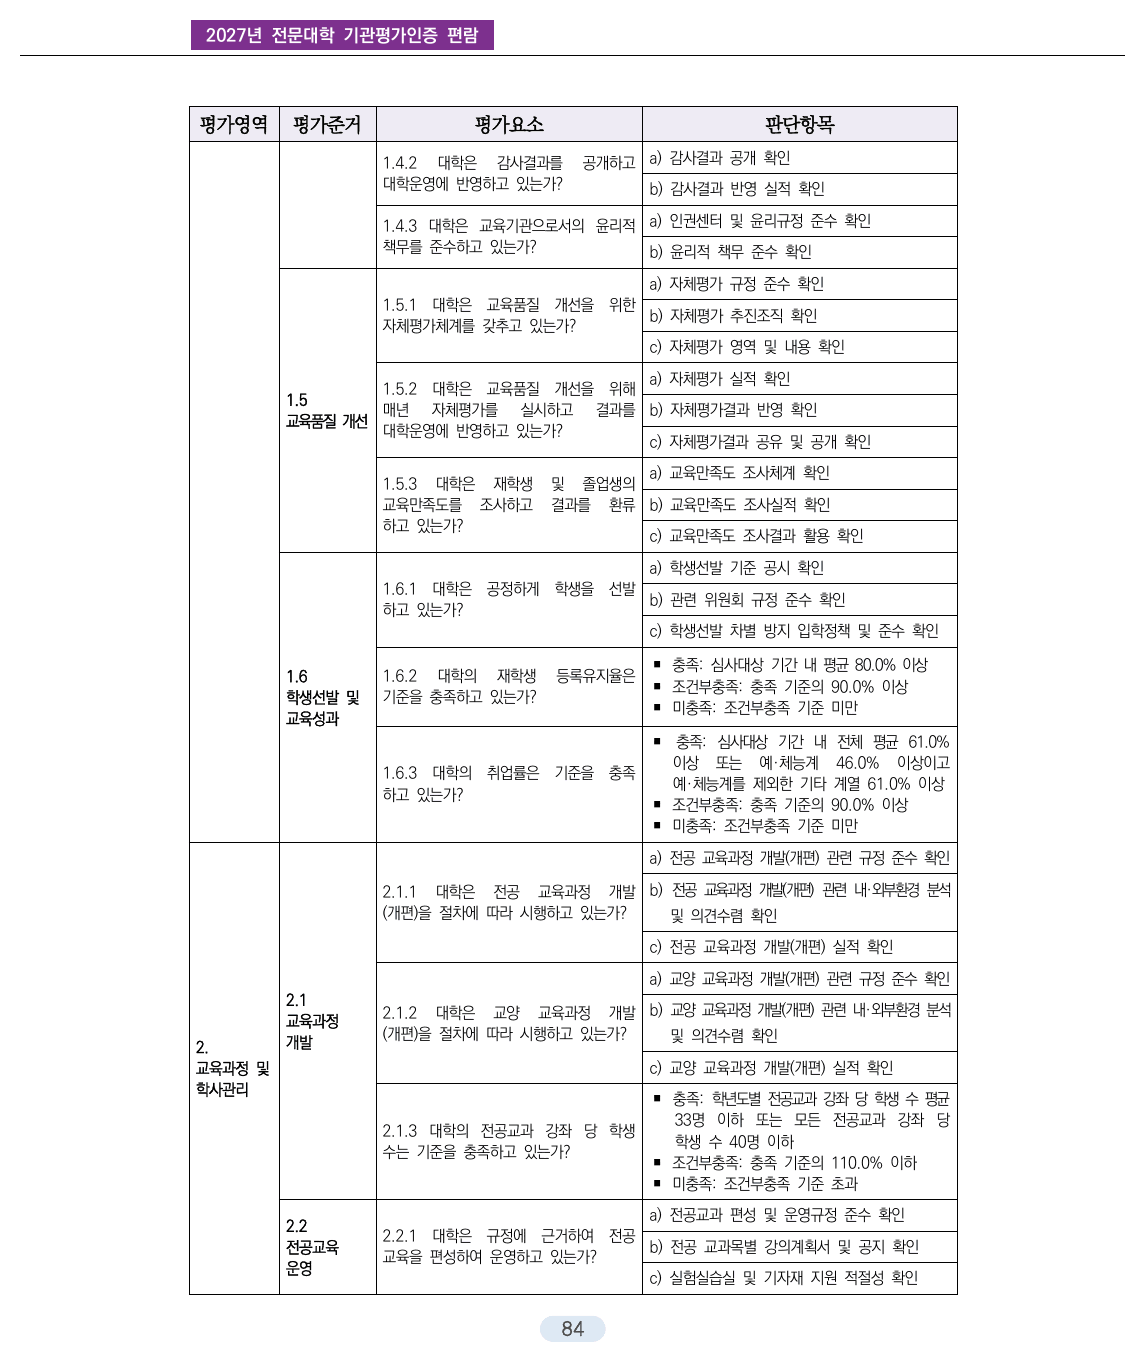 2027년 전문대학 기관평가인증 편람
평가영역 평가준거 평가요소 판단항목
1.4.2 대학은 감사결과를 공개하고
대학운영에 반영하고 있는가?
a) 감사결과 공개 확인
b) 감사결과 반영 실적 확인
1.4.3 대학은 교육기관으로서의 윤리적
책무를 준수하고 있는가?
a) 인권센터 및 윤리규정 준수 확인
b) 윤리적 책무 준수 확인
1.5
교육품질 개선
1.5.1 대학은 교육품질 개선을 위한
자체평가체계를 갖추고 있는가?
a) 자체평가 규정 준수 확인
b) 자체평가 추진조직 확인
c) 자체평가 영역 및 내용 확인
1.5.2 대학은 교육품질 개선을 위해
매년 자체평가를 실시하고 결과를
대학운영에 반영하고 있는가?
a) 자체평가 실적 확인
b) 자체평가결과 반영 확인
c) 자체평가결과 공유 및 공개 확인
1.5.3 대학은 재학생 및 졸업생의
교육만족도를 조사하고 결과를 환류
하고 있는가?
a) 교육만족도 조사체계 확인
b) 교육만족도 조사실적 확인
c) 교육만족도 조사결과 활용 확인
1.6
학생선발 및
교육성과
1.6.1 대학은 공정하게 학생을 선발
하고 있는가?
a) 학생선발 기준 공시 확인
b) 관련 위원회 규정 준수 확인
c) 학생선발 차별 방지 입학정책 및 준수 확인
1.6.2 대학의 재학생 등록유지율은
기준을 충족하고 있는가?
▪ 충족: 심사대상 기간 내 평균 80.0% 이상
▪ 조건부충족: 충족 기준의 90.0% 이상
▪ 미충족: 조건부충족 기준 미만
1.6.3 대학의 취업률은 기준을 충족
하고 있는가?
▪ 충족: 심사대상 기간 내 전체 평균 61.0%
이상 또는 예·체능계 46.0% 이상이고
예·체능계를 제외한 기타 계열 61.0% 이상
▪ 조건부충족: 충족 기준의 90.0% 이상
▪ 미충족: 조건부충족 기준 미만
2.
교육과정 및
학사관리
2.1
교육과정
개발
2.1.1 대학은 전공 교육과정 개발
(개편)을 절차에 따라 시행하고 있는가?
a) 전공 교육과정 개발(개편) 관련 규정 준수 확인
b) 전공 교육과정 개발(개편) 관련 내·외부환경 분석
및 의견수렴 확인
c) 전공 교육과정 개발(개편) 실적 확인
2.1.2 대학은 교양 교육과정 개발
(개편)을 절차에 따라 시행하고 있는가?
a) 교양 교육과정 개발(개편) 관련 규정 준수 확인
b) 교양 교육과정 개발(개편) 관련 내·외부환경 분석
및 의견수렴 확인
c) 교양 교육과정 개발(개편) 실적 확인
2.1.3 대학의 전공교과 강좌 당 학생
수는 기준을 충족하고 있는가?
▪ 충족: 학년도별 전공교과 강좌 당 학생 수 평균
33명 이하 또는 모든 전공교과 강좌 당
학생 수 40명 이하
▪ 조건부충족: 충족 기준의 110.0% 이하
▪ 미충족: 조건부충족 기준 초과
2.2
전공교육
운영
2.2.1 대학은 규정에 근거하여 전공
교육을 편성하여 운영하고 있는가?
a) 전공교과 편성 및 운영규정 준수 확인
b) 전공 교과목별 강의계획서 및 공지 확인
c) 실험실습실 및 기자재 지원 적절성 확인
84